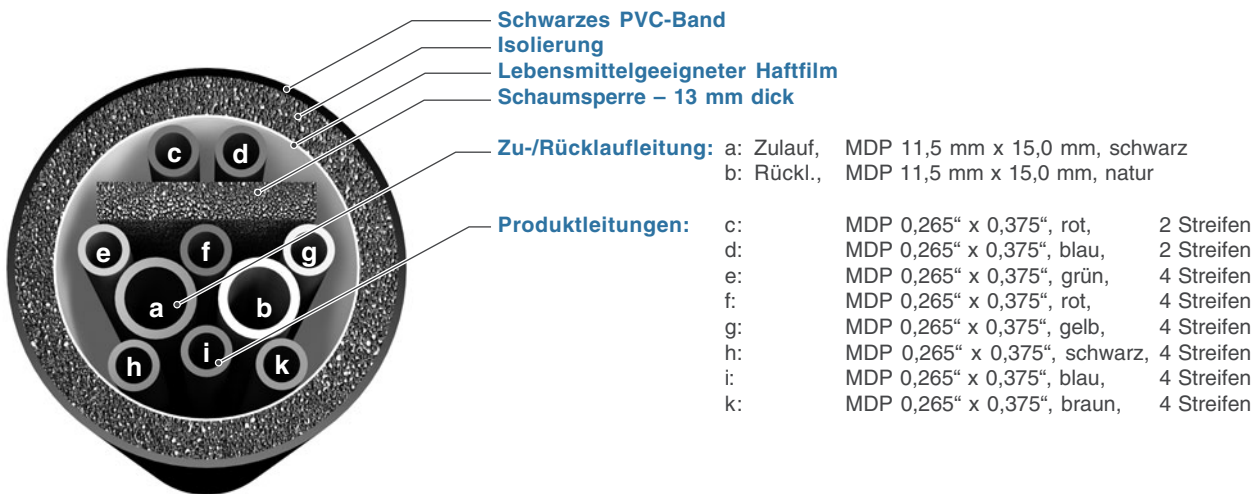 Schwarzes PVC-Band
Isolierung
Lebensmittelgeeigneter Haftfilm
Schaumsperre – 13 mm dick
Zu-/Rücklaufleitung: a: Zulauf, MDP 11,5 mm x 15,0 mm, schwarz
b: Rückl., MDP 11,5 mm x 15,0 mm, natur
Produktleitungen: c: MDP 0,265“ x 0,375“, rot, 2 Streifen
d: MDP 0,265“ x 0,375“, blau, 2 Streifen
e: MDP 0,265“ x 0,375“, grün, 4 Streifen
f: MDP 0,265“ x 0,375“, rot, 4 Streifen
g: MDP 0,265“ x 0,375“, gelb, 4 Streifen
h: MDP 0,265“ x 0,375“, schwarz, 4 Streifen
i: MDP 0,265“ x 0,375“, blau, 4 Streifen
k: MDP 0,265“ x 0,375“, braun, 4 Streifen
c d
e f g
a b
h i k